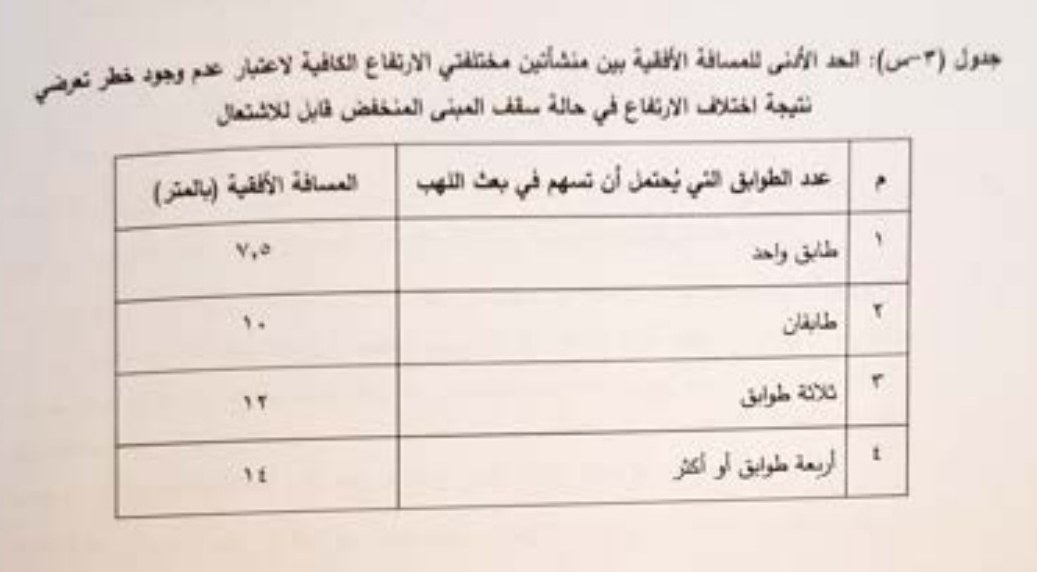 جدول (٣-س): الحد الأدنى للمسافة الأفقية بين منشأتين مختلفتي الارتفاع الكافية لاعتبار عدم وجود خطر تعرضي
نتيجة اختلاف الارتفاع في حالة سقف المبنى المنخفض قابل للاشتعال
م عدد الطوابق التي يُحتمل أن تسهم في بعث اللهب المسافة الأفقية (بالمتر)
١ طابق واحد ٧,٥
٢ طابقان ١٠
٣ ثلاثة طوابق ١٢
٤ أربعة طوابق أو أكثر ١٤